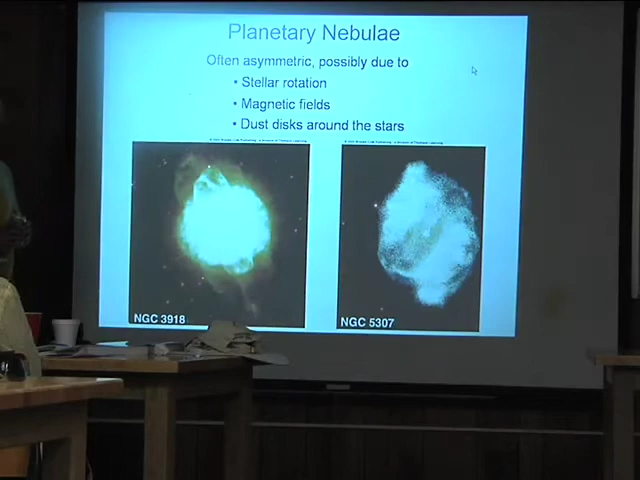 Planetary Nebulae
Often asymmetric, possibly due to
• Stellar rotation
• Magnetic fields
• Dust disks around the stars
NGC 3918
NGC 5307